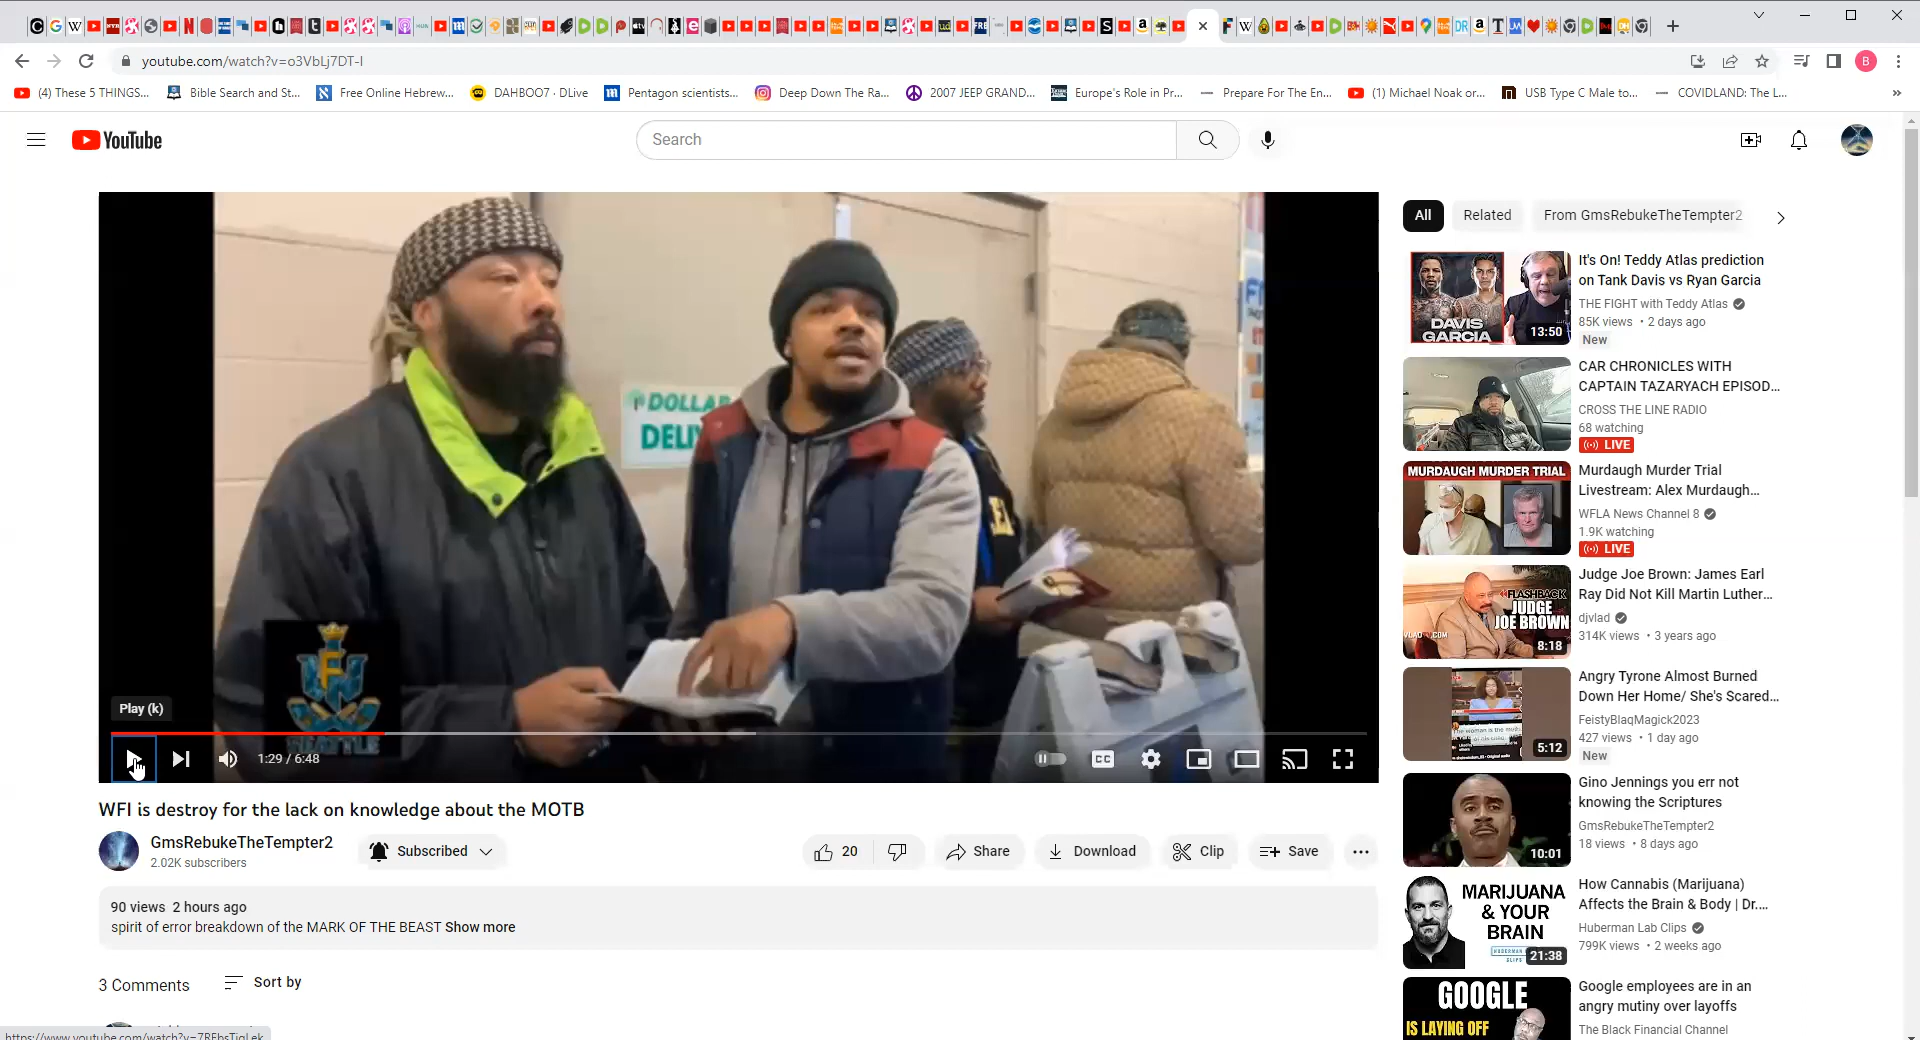 youtube.com/watch?v=o3VbLj7DT-I
B
(4) These 5 THINGS...
Bible Search and St...
Free Online Hebrew...
DAHBOO7 · DLive
Pentagon scientists...
Deep Down The Ra...
2007 JEEP GRAND...
Europe's Role in Pr...
Prepare For The En...
(1) Michael Noak or...
USB Type C Male to...
COVIDLAND: The L...
YouTube
Search
DOLLAR
Play (k)
1:29 / 6:48
CC
WFI is destroy for the lack on knowledge about the MOTB
GmsRebukeTheTempter2
2.02K subscribers
Subscribed
20
Share
Download
Clip
Save
90 views 2 hours ago
spirit of error breakdown of the MARK OF THE BEAST Show more
3 Comments
Sort by
All
Related
From GmsRebukeTheTempter2
DAVIS
GARCIA
13:50
It's On! Teddy Atlas prediction
on Tank Davis vs Ryan Garcia
THE FIGHT with Teddy Atlas
85K views • 2 days ago
New
CAR CHRONICLES WITH
CAPTAIN TAZARYACH EPISOD...
CROSS THE LINE RADIO
68 watching
LIVE
MURDAUGH MURDER TRIAL
Murdaugh Murder Trial
Livestream: Alex Murdaugh...
WFLA News Channel 8
1.9K watching
LIVE
FLASHBACK
JUDGE
JOE BROWN
8:18
Judge Joe Brown: James Earl
Ray Did Not Kill Martin Luther...
djvlad
314K views • 3 years ago
5:12
Angry Tyrone Almost Burned
Down Her Home/ She's Scared...
FeistyBlaqMagick2023
427 views • 1 day ago
New
10:01
Gino Jennings you err not
knowing the Scriptures
GmsRebukeTheTempter2
18 views • 8 days ago
MARIJUANA
& YOUR
BRAIN
21:38
How Cannabis (Marijuana)
Affects the Brain & Body | Dr....
Huberman Lab Clips
799K views • 2 weeks ago
GOOGLE
IS LAYING OFF
Google employees are in an
angry mutiny over layoffs
The Black Financial Channel